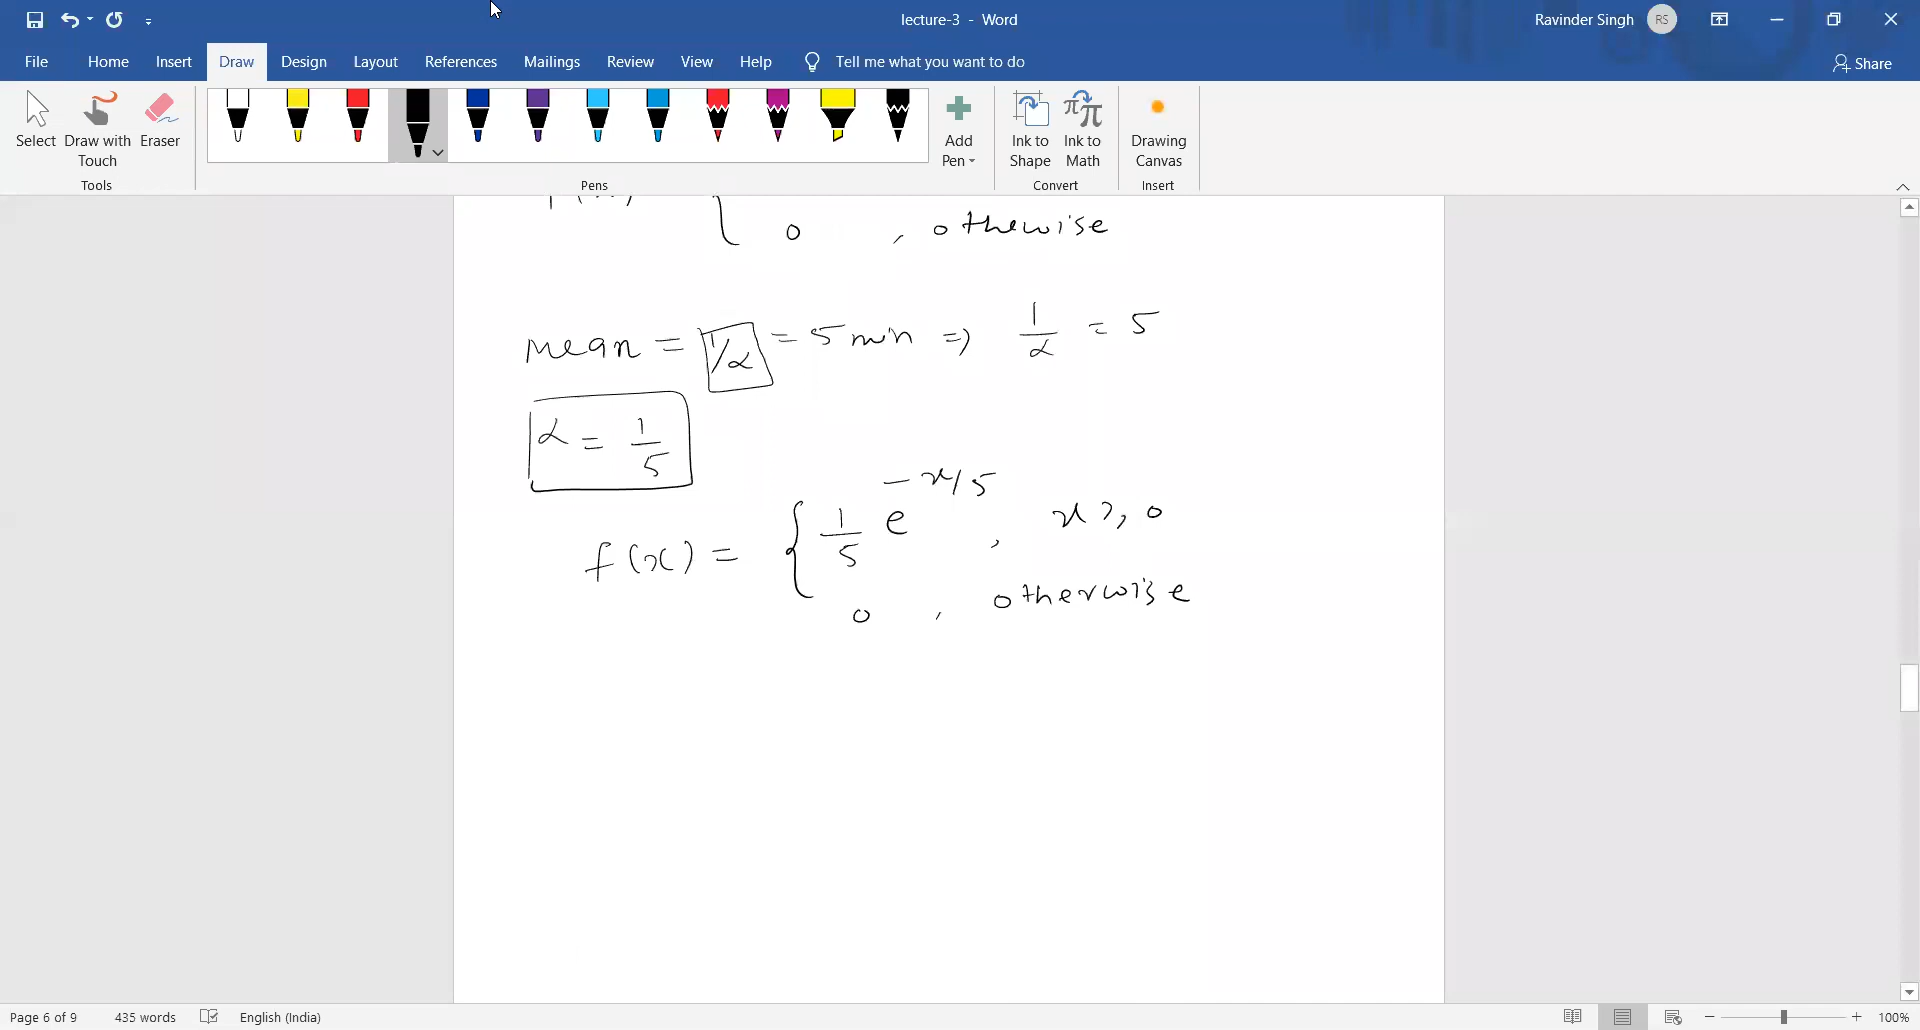 lecture-3 - Word
Ravinder Singh RS
File Home Insert Draw Design Layout References Mailings Review View Help Tell me what you want to do Share
Select Draw with Touch Eraser
Add Pen
Ink to Shape Ink to Math
Drawing Canvas
Tools Pens Convert Insert
0 , othewise
mean = 1/α = 5 min ⇒ 1/α = 5
α = 1/5
f(x) = { 1/5 e^{-x/5} , x ≥ 0
0 , otherwise
Page 6 of 9 435 words English (India) 100%